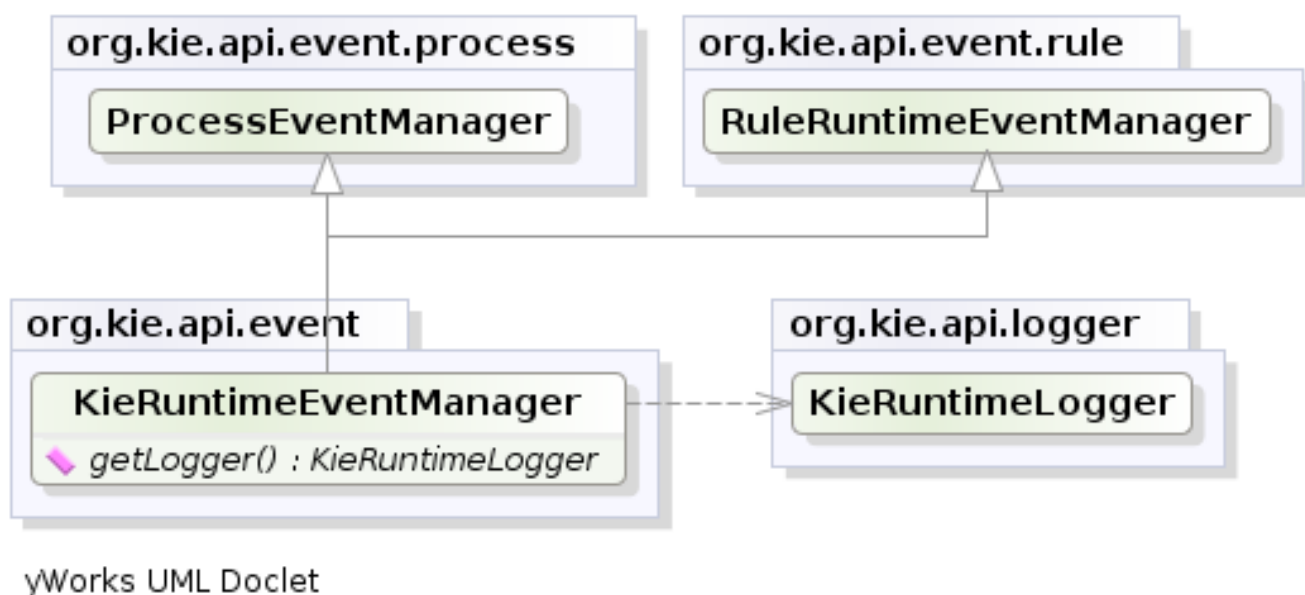 org.kie.api.event.process
ProcessEventManager
org.kie.api.event.rule
RuleRuntimeEventManager
org.kie.api.event
KieRuntimeEventManager
getLogger() : KieRuntimeLogger
org.kie.api.logger
KieRuntimeLogger
yWorks UML Doclet